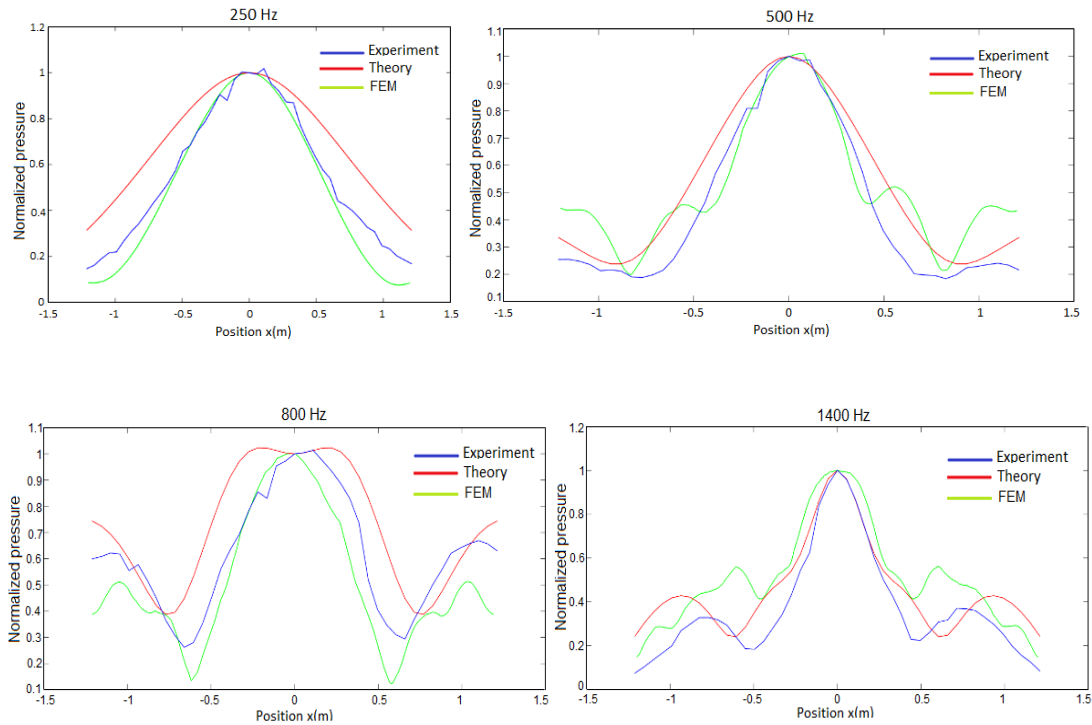 250 Hz
500 Hz
Normalized pressure
1.2
1
0.8
0.6
0.4
0.2
0
Experiment
Theory
FEM
-1.5 -1 -0.5 0 0.5 1 1.5
Position x(m)
Normalized pressure
1.1
1
0.9
0.8
0.7
0.6
0.5
0.4
0.3
0.2
0.1
Experiment
Theory
FEM
-1.5 -1 -0.5 0 0.5 1 1.5
Position x(m)
800 Hz
1400 Hz
Normalized pressure
1.1
1
0.9
0.8
0.7
0.6
0.5
0.4
0.3
0.2
0.1
Experiment
Theory
FEM
-1.5 -1 -0.5 0 0.5 1 1.5
Position x(m)
Normalized pressure
1.2
1
0.8
0.6
0.4
0.2
0
Experiment
Theory
FEM
-1.5 -1 -0.5 0 0.5 1 1.5
Position x(m)